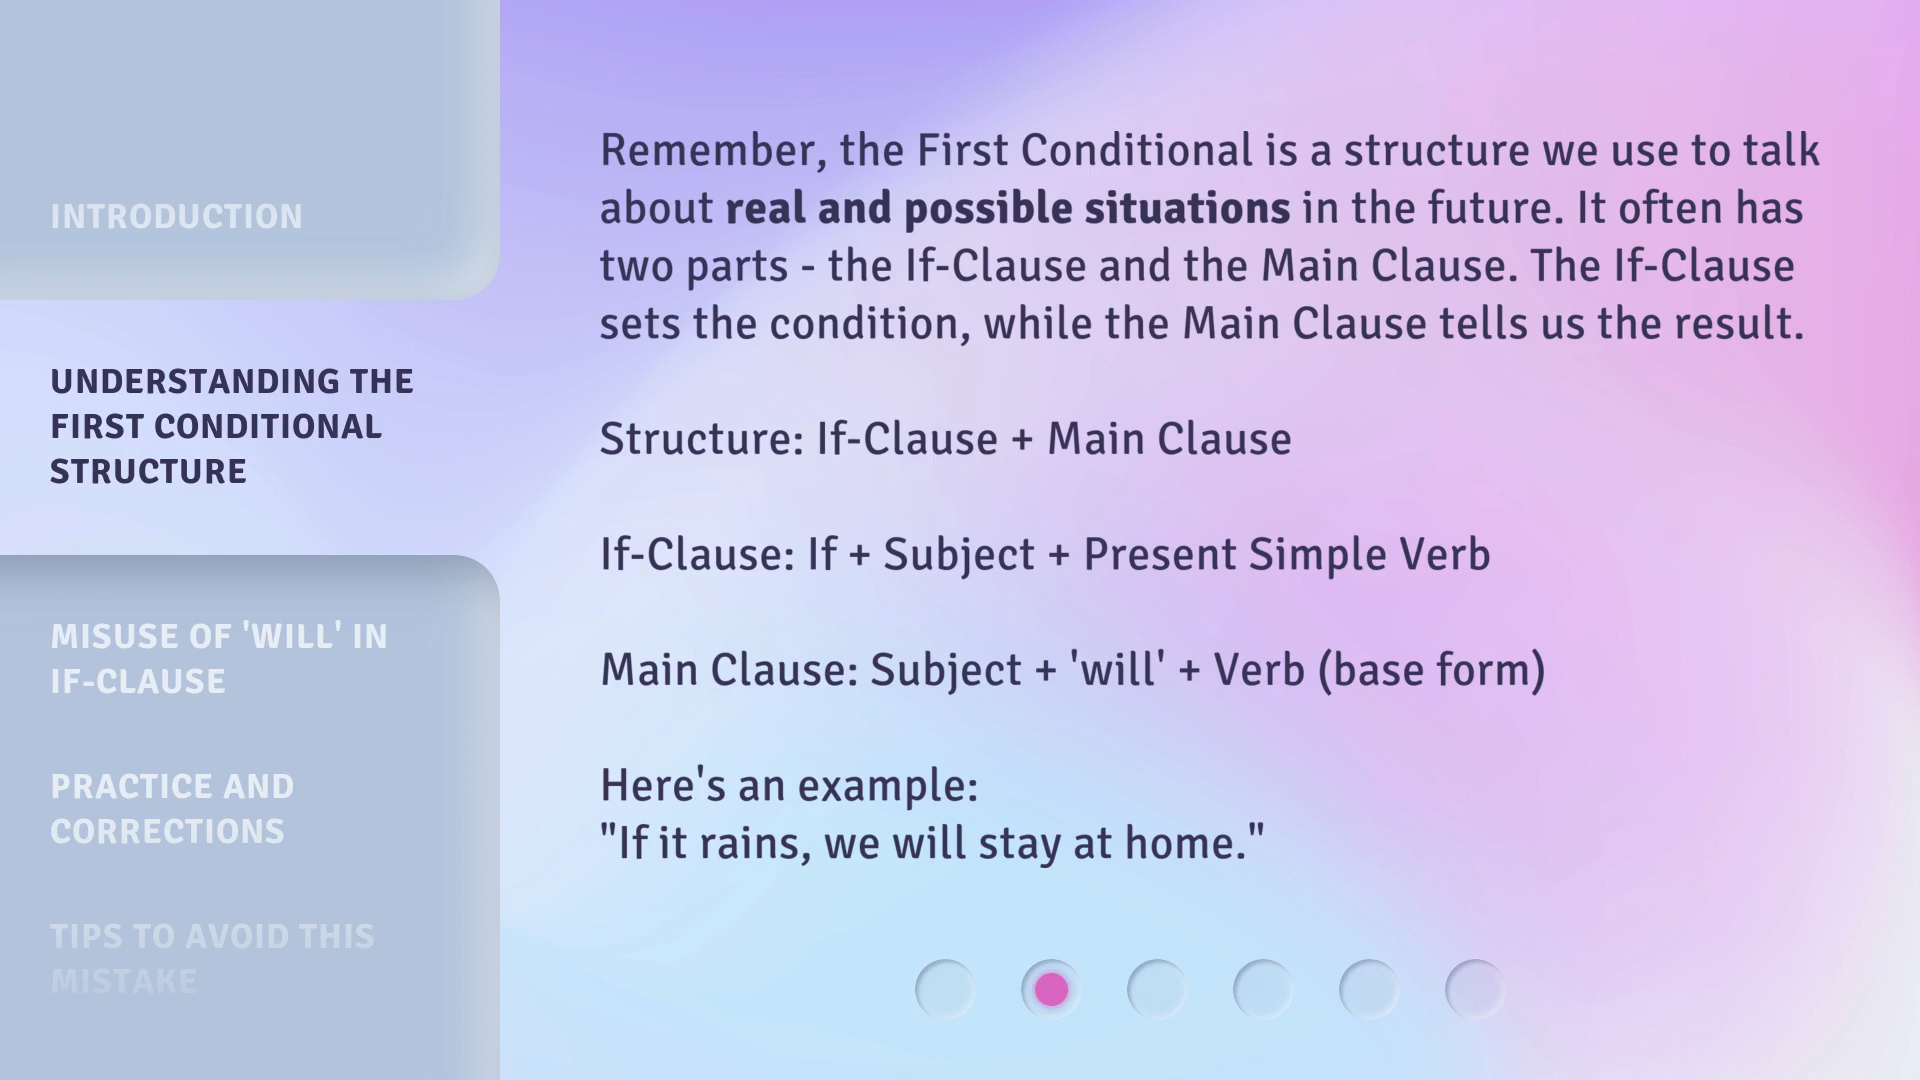 INTRODUCTION
UNDERSTANDING THE
FIRST CONDITIONAL
STRUCTURE
MISUSE OF 'WILL' IN
IF-CLAUSE
PRACTICE AND
CORRECTIONS
TIPS TO AVOID THIS
MISTAKE
Remember, the First Conditional is a structure we use to talk
about real and possible situations in the future. It often has
two parts - the If-Clause and the Main Clause. The If-Clause
sets the condition, while the Main Clause tells us the result.
Structure: If-Clause + Main Clause
If-Clause: If + Subject + Present Simple Verb
Main Clause: Subject + 'will' + Verb (base form)
Here's an example:
"If it rains, we will stay at home."